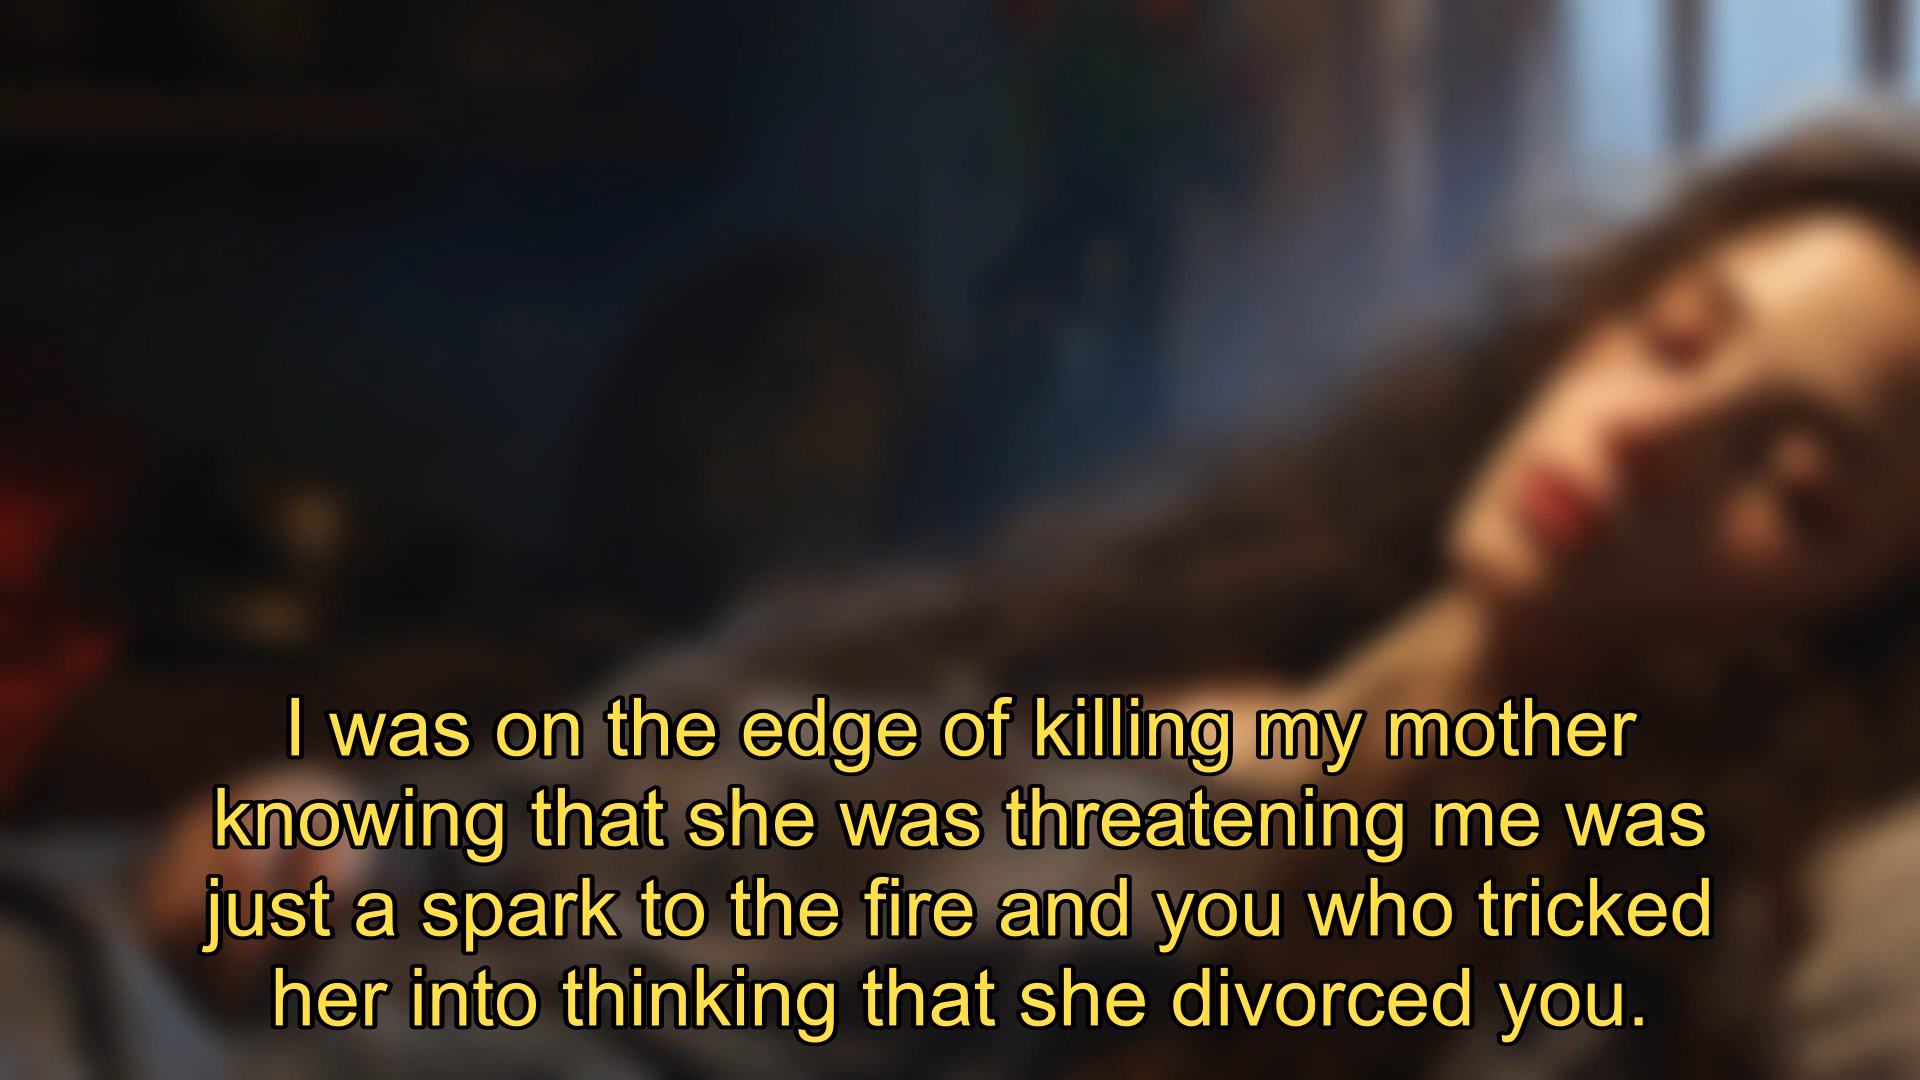 I was on the edge of killing my mother
knowing that she was threatening me was
just a spark to the fire and you who tricked
her into thinking that she divorced you.